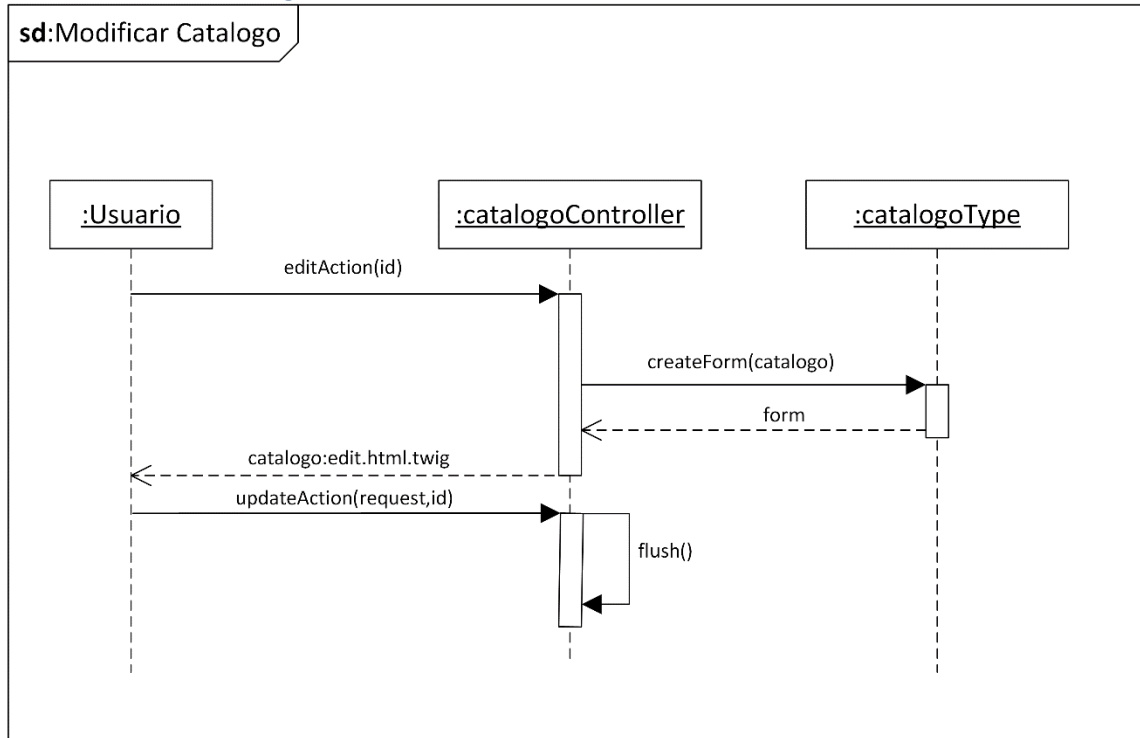 sd:Modificar Catalogo
:Usuario
:catalogoController
:catalogoType
editAction(id)
createForm(catalogo)
form
catalogo:edit.html.twig
updateAction(request,id)
flush()